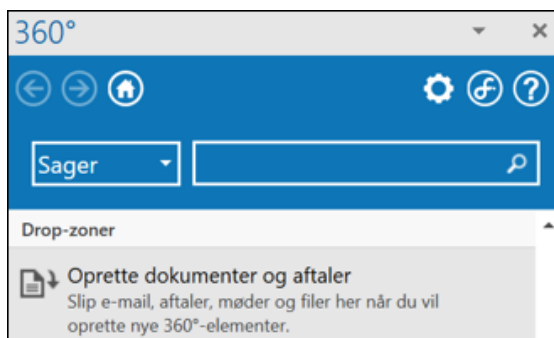 360°
Sager
Drop-zoner
Oprette dokumenter og aftaler
Slip e-mail, aftaler, møder og filer her når du vil
oprette nye 360°-elementer.